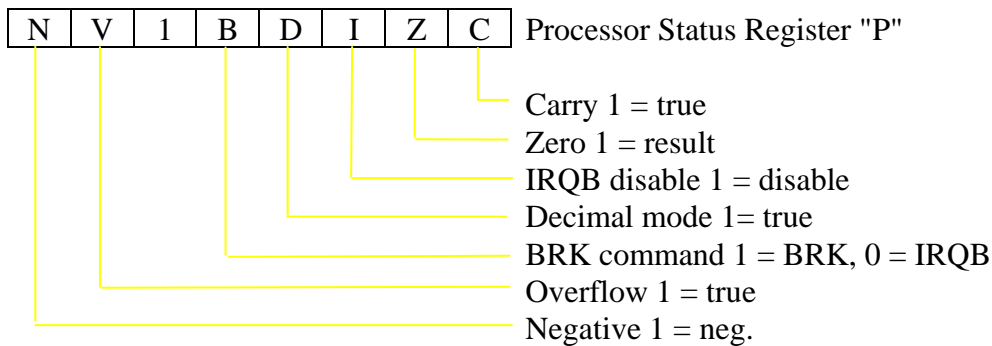 N V 1 B D I Z C Processor Status Register "P"
Carry 1 = true
Zero 1 = result
IRQB disable 1 = disable
Decimal mode 1= true
BRK command 1 = BRK, 0 = IRQB
Overflow 1 = true
Negative 1 = neg.